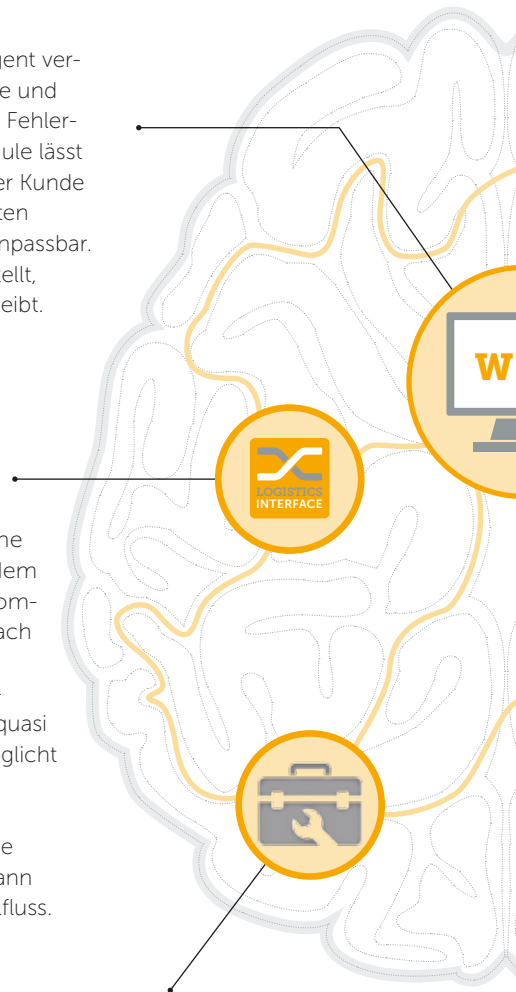 gent ver-
e und
Fehler-
ule lässt
er Kunde
ten
npassbar.
ellt,
eibt.
W
LOGISTICS
INTERFACE
ne
dem
om-
ach
-
quasi
glicht
e
ann
lfluss.